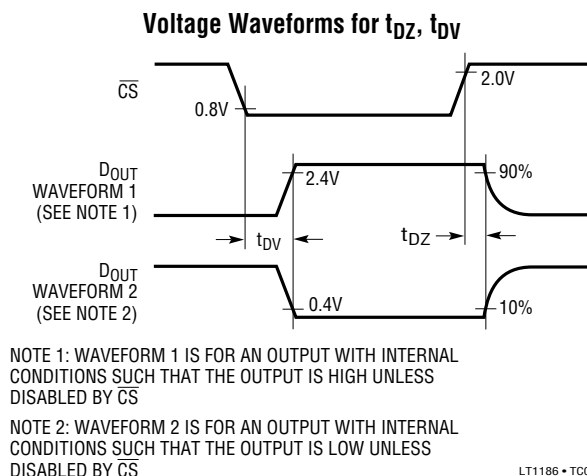 Voltage Waveforms for tDZ, tDV
CS
0.8V
2.0V
DOUT
WAVEFORM 1
(SEE NOTE 1)
2.4V
90%
tDV
tDZ
DOUT
WAVEFORM 2
(SEE NOTE 2)
0.4V
10%
NOTE 1: WAVEFORM 1 IS FOR AN OUTPUT WITH INTERNAL
CONDITIONS SUCH THAT THE OUTPUT IS HIGH UNLESS
DISABLED BY CS
NOTE 2: WAVEFORM 2 IS FOR AN OUTPUT WITH INTERNAL
CONDITIONS SUCH THAT THE OUTPUT IS LOW UNLESS
DISABLED BY CS
LT1186 • TC